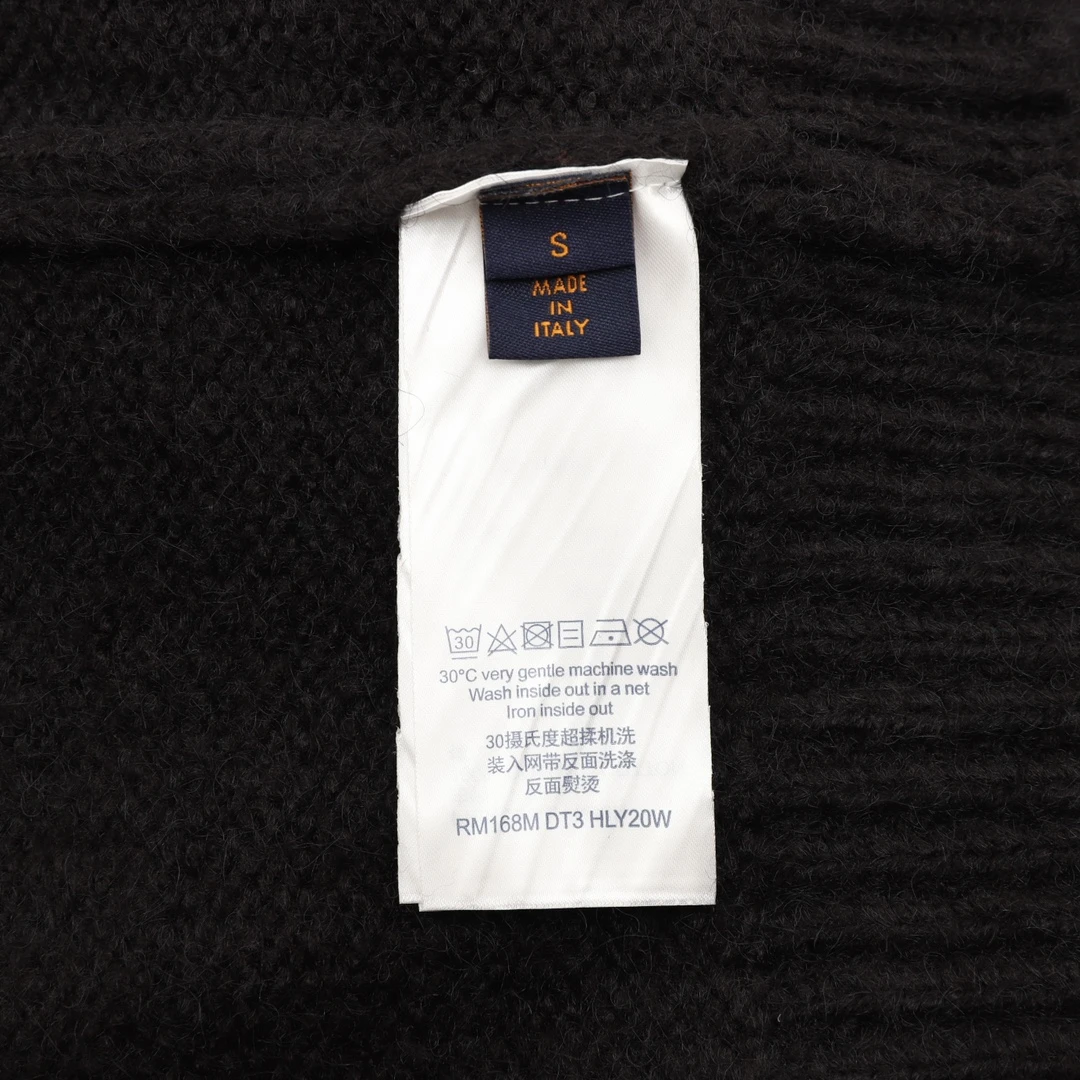 S
MADE
IN
ITALY
30
30°C very gentle machine wash
Wash inside out in a net
Iron inside out
30摄氏度超揉机洗
装入网带反面洗涤
反面熨烫
RM168M DT3 HLY20W